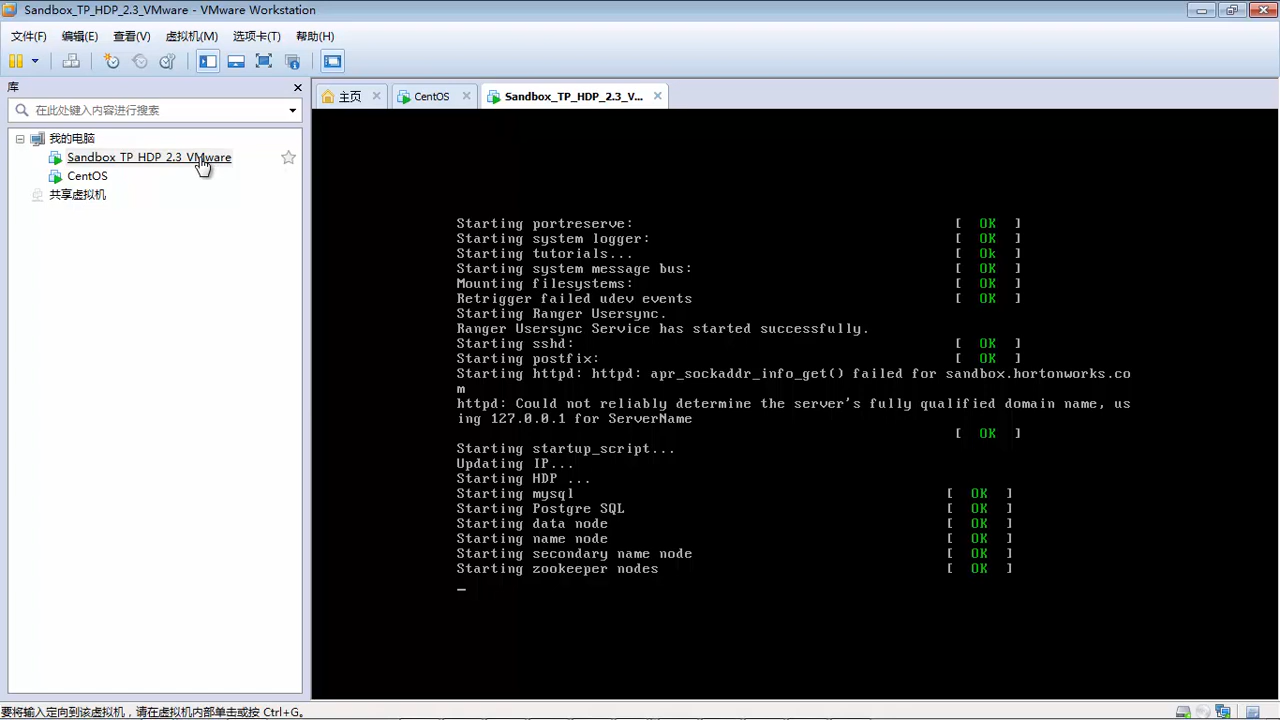 Sandbox_TP_HDP_2.3_VMware - VMware Workstation
文件(F) 编辑(E) 查看(V) 虚拟机(M) 选项卡(T) 帮助(H)
库
在此处键入内容进行搜索
我的电脑
Sandbox_TP_HDP_2.3_VMware
CentOS
共享虚拟机
主页 CentOS Sandbox_TP_HDP_2.3_V...
Starting portreserve: [ OK ]
Starting system logger: [ OK ]
Starting tutorials... [ Ok ]
Starting system message bus: [ OK ]
Mounting filesystems: [ OK ]
Retrigger failed udev events [ OK ]
Starting Ranger Usersync.
Ranger Usersync Service has started successfully.
Starting sshd: [ OK ]
Starting postfix: [ OK ]
Starting httpd: httpd: apr_sockaddr_info_get() failed for sandbox.hortonworks.co
m
httpd: Could not reliably determine the server's fully qualified domain name, us
ing 127.0.0.1 for ServerName
[ OK ]
Starting startup_script...
Updating IP...
Starting HDP ...
Starting mysql [ OK ]
Starting Postgre SQL [ OK ]
Starting data node [ OK ]
Starting name node [ OK ]
Starting secondary name node [ OK ]
Starting zookeeper nodes [ OK ]
_
要将输入定向到该虚拟机，请在虚拟机内部单击或按 Ctrl+G。